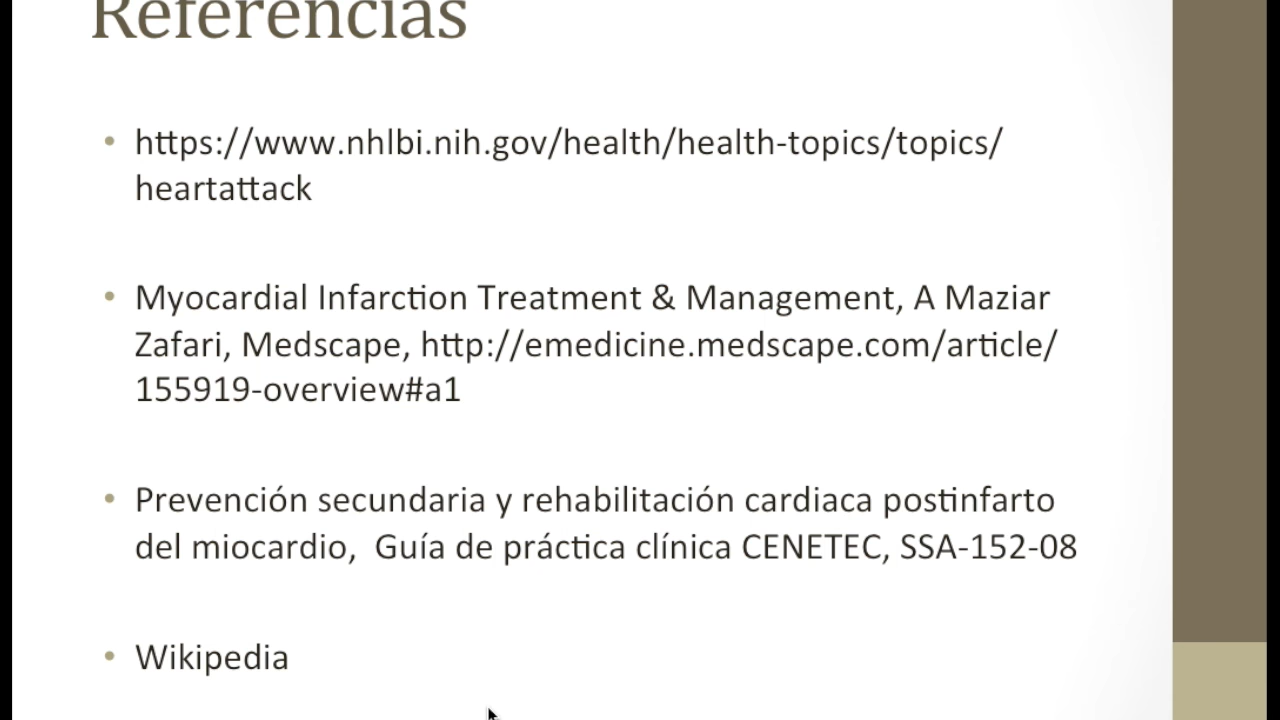 Referencias
• https://www.nhlbi.nih.gov/health/health-topics/topics/
heartattack
• Myocardial Infarction Treatment & Management, A Maziar
Zafari, Medscape, http://emedicine.medscape.com/article/
155919-overview#a1
• Prevención secundaria y rehabilitación cardiaca postinfarto
del miocardio,  Guía de práctica clínica CENETEC, SSA-152-08
• Wikipedia